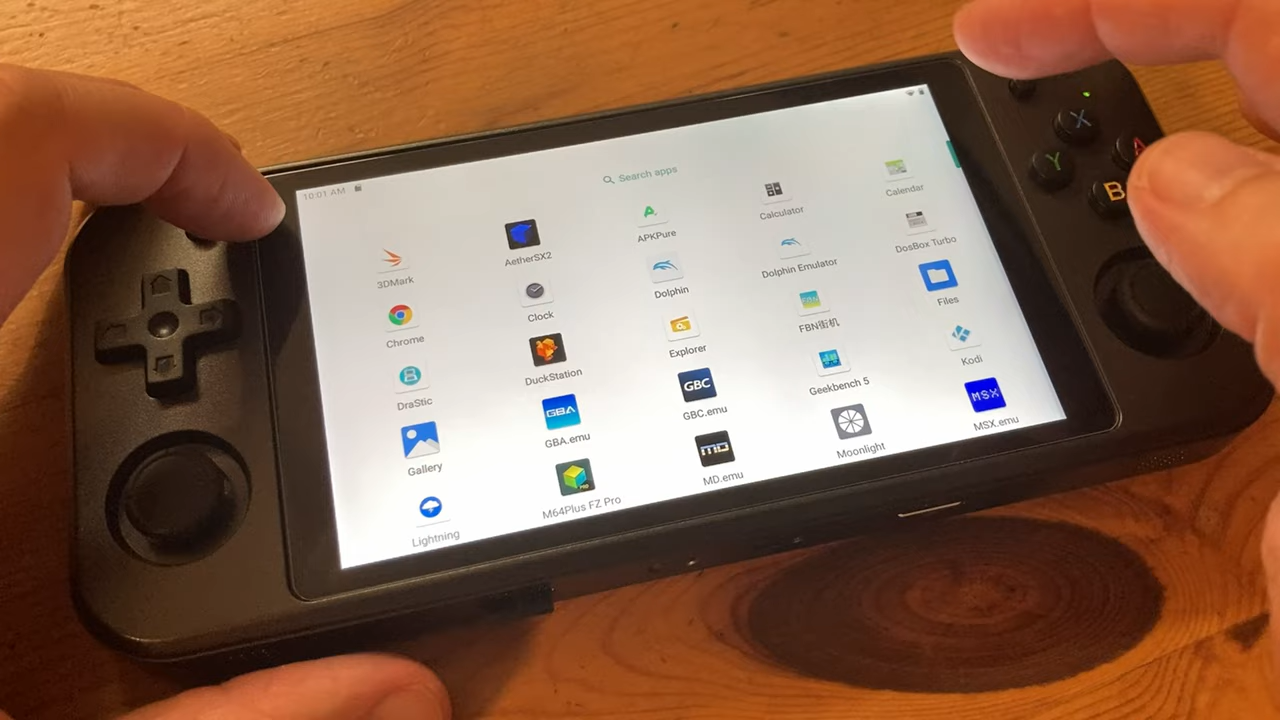 10:01 AM
Search apps
3DMark
AetherSX2
APKPure
Calculator
Calendar
Chrome
Clock
Dolphin
Dolphin Emulator
DosBox Turbo
DraStic
DuckStation
Explorer
FBN街机
Files
Gallery
GBA
GBA.emu
GBC
GBC.emu
Geekbench 5
Kodi
Lightning
M64Plus FZ Pro
MD
MD.emu
Moonlight
MSX
MSX.emu
X
Y
A
B